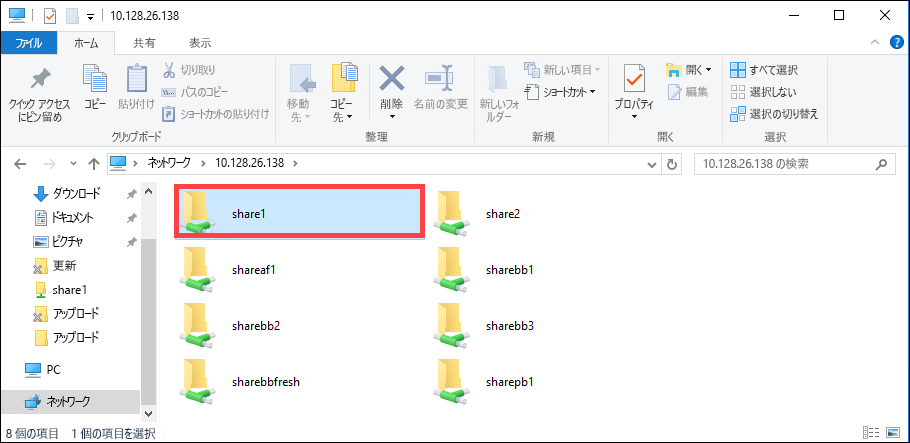 10.128.26.138
ファイル ホーム 共有 表示
クイック アクセス
にピン留め
コピー
貼り付け
切り取り
パスのコピー
ショートカットの貼り付け
クリップボード
移動
先
コピー
先
削除
名前の変更
整理
新しいフォ
ルダー
新しい項目
ショートカット
新規
プロパティ
開く
編集
開く
すべて選択
選択しない
選択の切り替え
選択
ネットワーク 10.128.26.138
10.128.26.138 の検索
ダウンロード
ドキュメント
ピクチャ
更新
share1
アップロード
アップロード
PC
ネットワーク
share1 share2
shareaf1 sharebb1
sharebb2 sharebb3
sharebbfresh sharepb1
8 個の項目 1 個の項目を選択